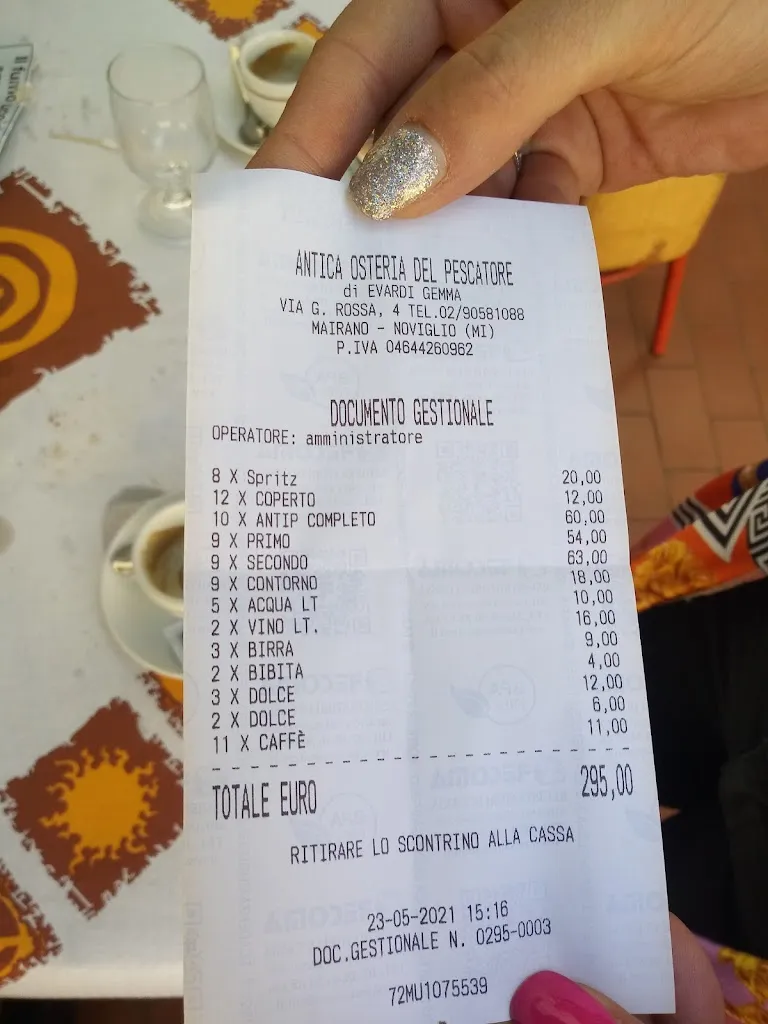 ANTICA OSTERIA DEL PESCATORE
di EVARDI GEMMA
VIA G. ROSSA, 4 TEL.02/90581088
MAIRANO - NOVIGLIO (MI)
P.IVA 04644260962
DOCUMENTO GESTIONALE
OPERATORE: amministratore
8 X Spritz 20,00
12 X COPERTO 12,00
10 X ANTIP COMPLETO 60,00
9 X PRIMO 54,00
9 X SECONDO 63,00
9 X CONTORNO 18,00
5 X ACQUA LT 10,00
2 X VINO LT. 16,00
3 X BIRRA 9,00
2 X BIBITA 4,00
3 X DOLCE 12,00
2 X DOLCE 6,00
11 X CAFFÈ 11,00
TOTALE EURO 295,00
RITIRARE LO SCONTRINO ALLA CASSA
23-05-2021 15:16
DOC.GESTIONALE N. 0295-0003
72MU1075539